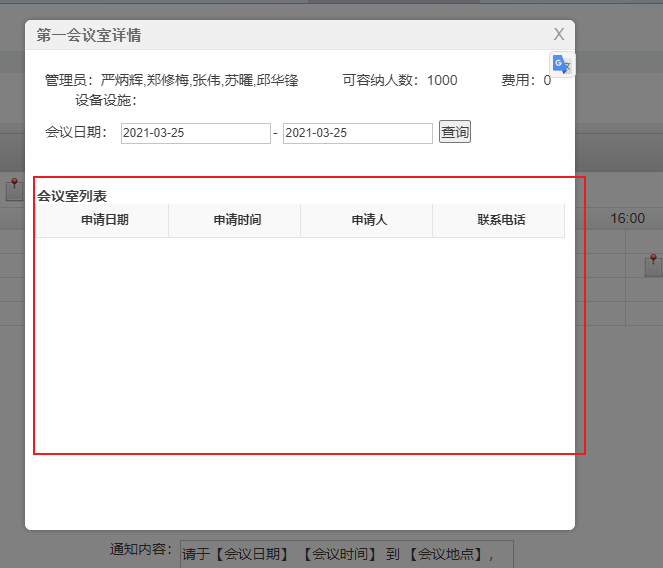 第一会议室详情 X
管理员：严炳辉,郑修梅,张伟,苏曜,邱华锋 可容纳人数：1000 费用：0
设备设施：
会议日期： 2021-03-25 - 2021-03-25 查询
会议室列表
申请日期 申请时间 申请人 联系电话
16:00
通知内容： 请于【会议日期】 【会议时间】 到 【会议地点】,